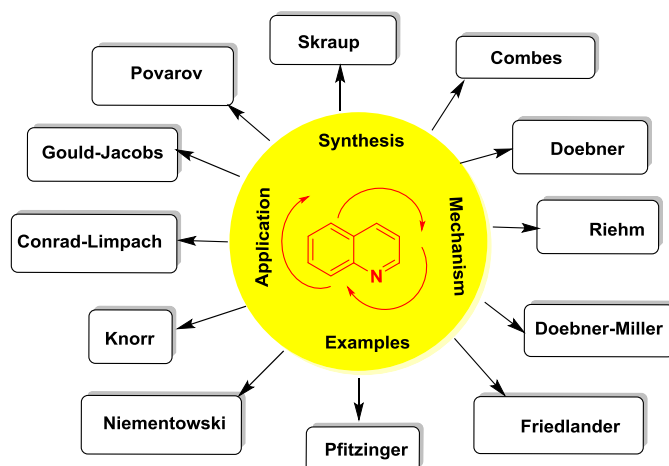 Skraup
Combes
Povarov
Synthesis
Doebner
Gould-Jacobs
Application
Mechanism
Riehm
Conrad-Limpach
N
Doebner-Miller
Knorr
Examples
Niementowski
Friedlander
Pfitzinger